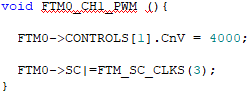 void FTM0_CH1_PWM (){
FTM0->CONTROLS[1].CnV = 4000;
FTM0->SC|=FTM_SC_CLKS(3);
}